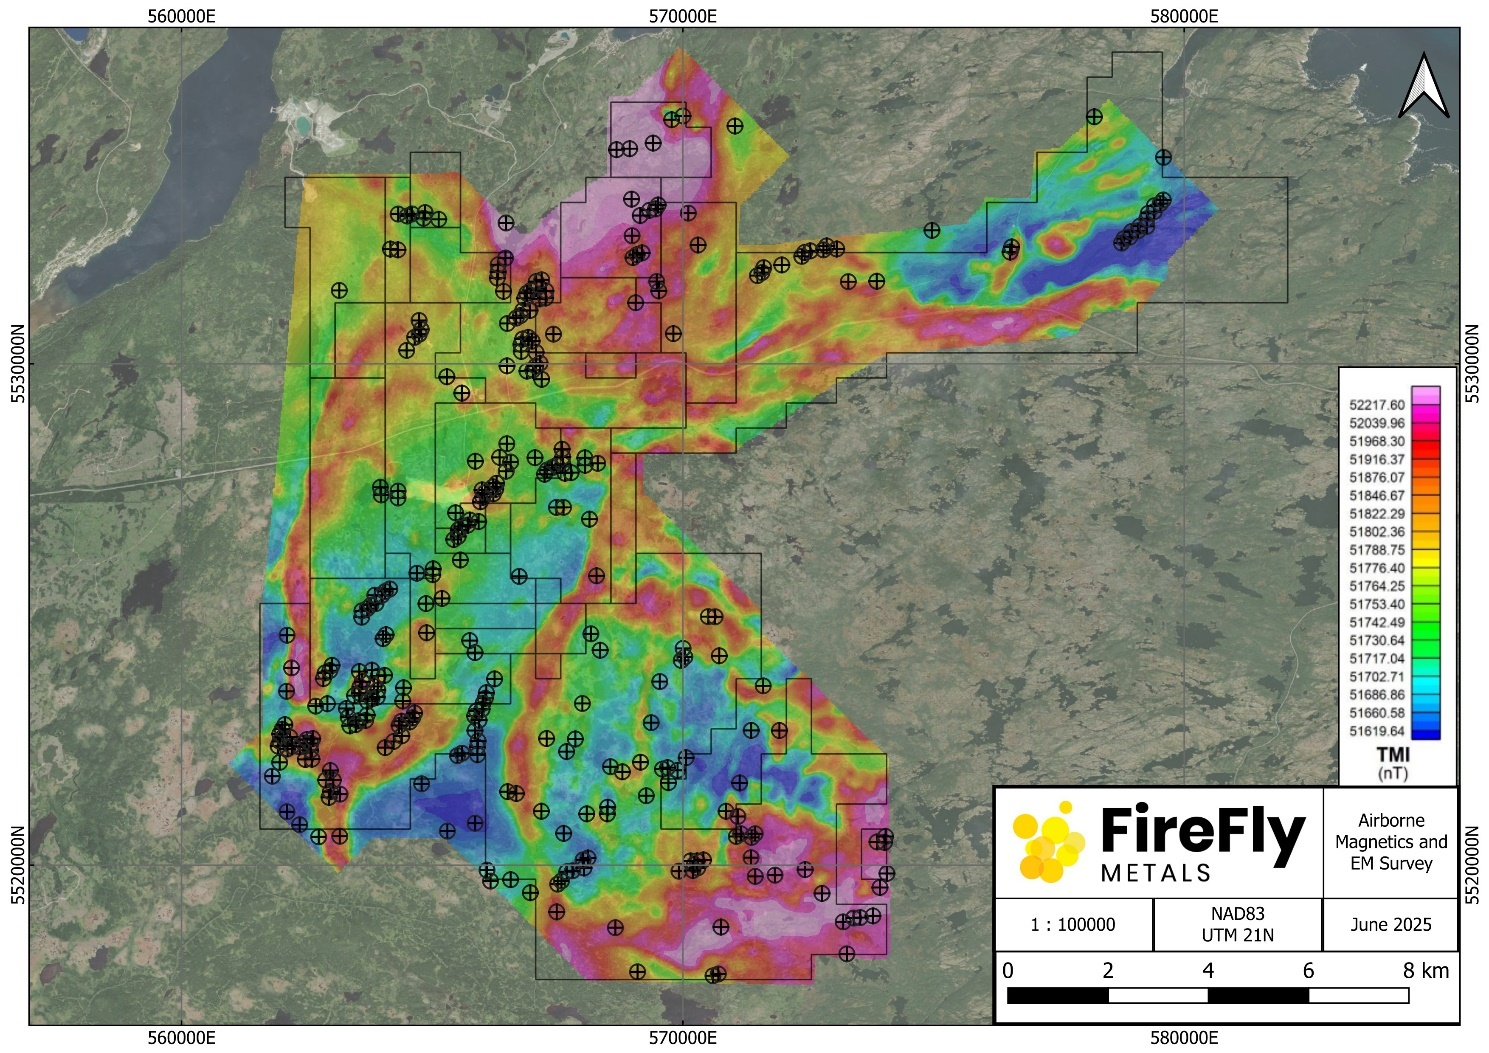 560000E
570000E
580000E
5530000N
5530000N
52217.60
52039.96
51968.30
51916.37
51876.07
51846.67
51822.29
51802.36
51788.75
51776.40
51764.25
51753.40
51742.49
51730.64
51717.04
51702.71
51686.86
51660.58
51619.64
TMI
(nT)
5520000N
5520000N
FireFly
METALS
Airborne
Magnetics and
EM Survey
1 : 100000
NAD83
UTM 21N
June 2025
0 2 4 6 8 km
560000E
570000E
580000E